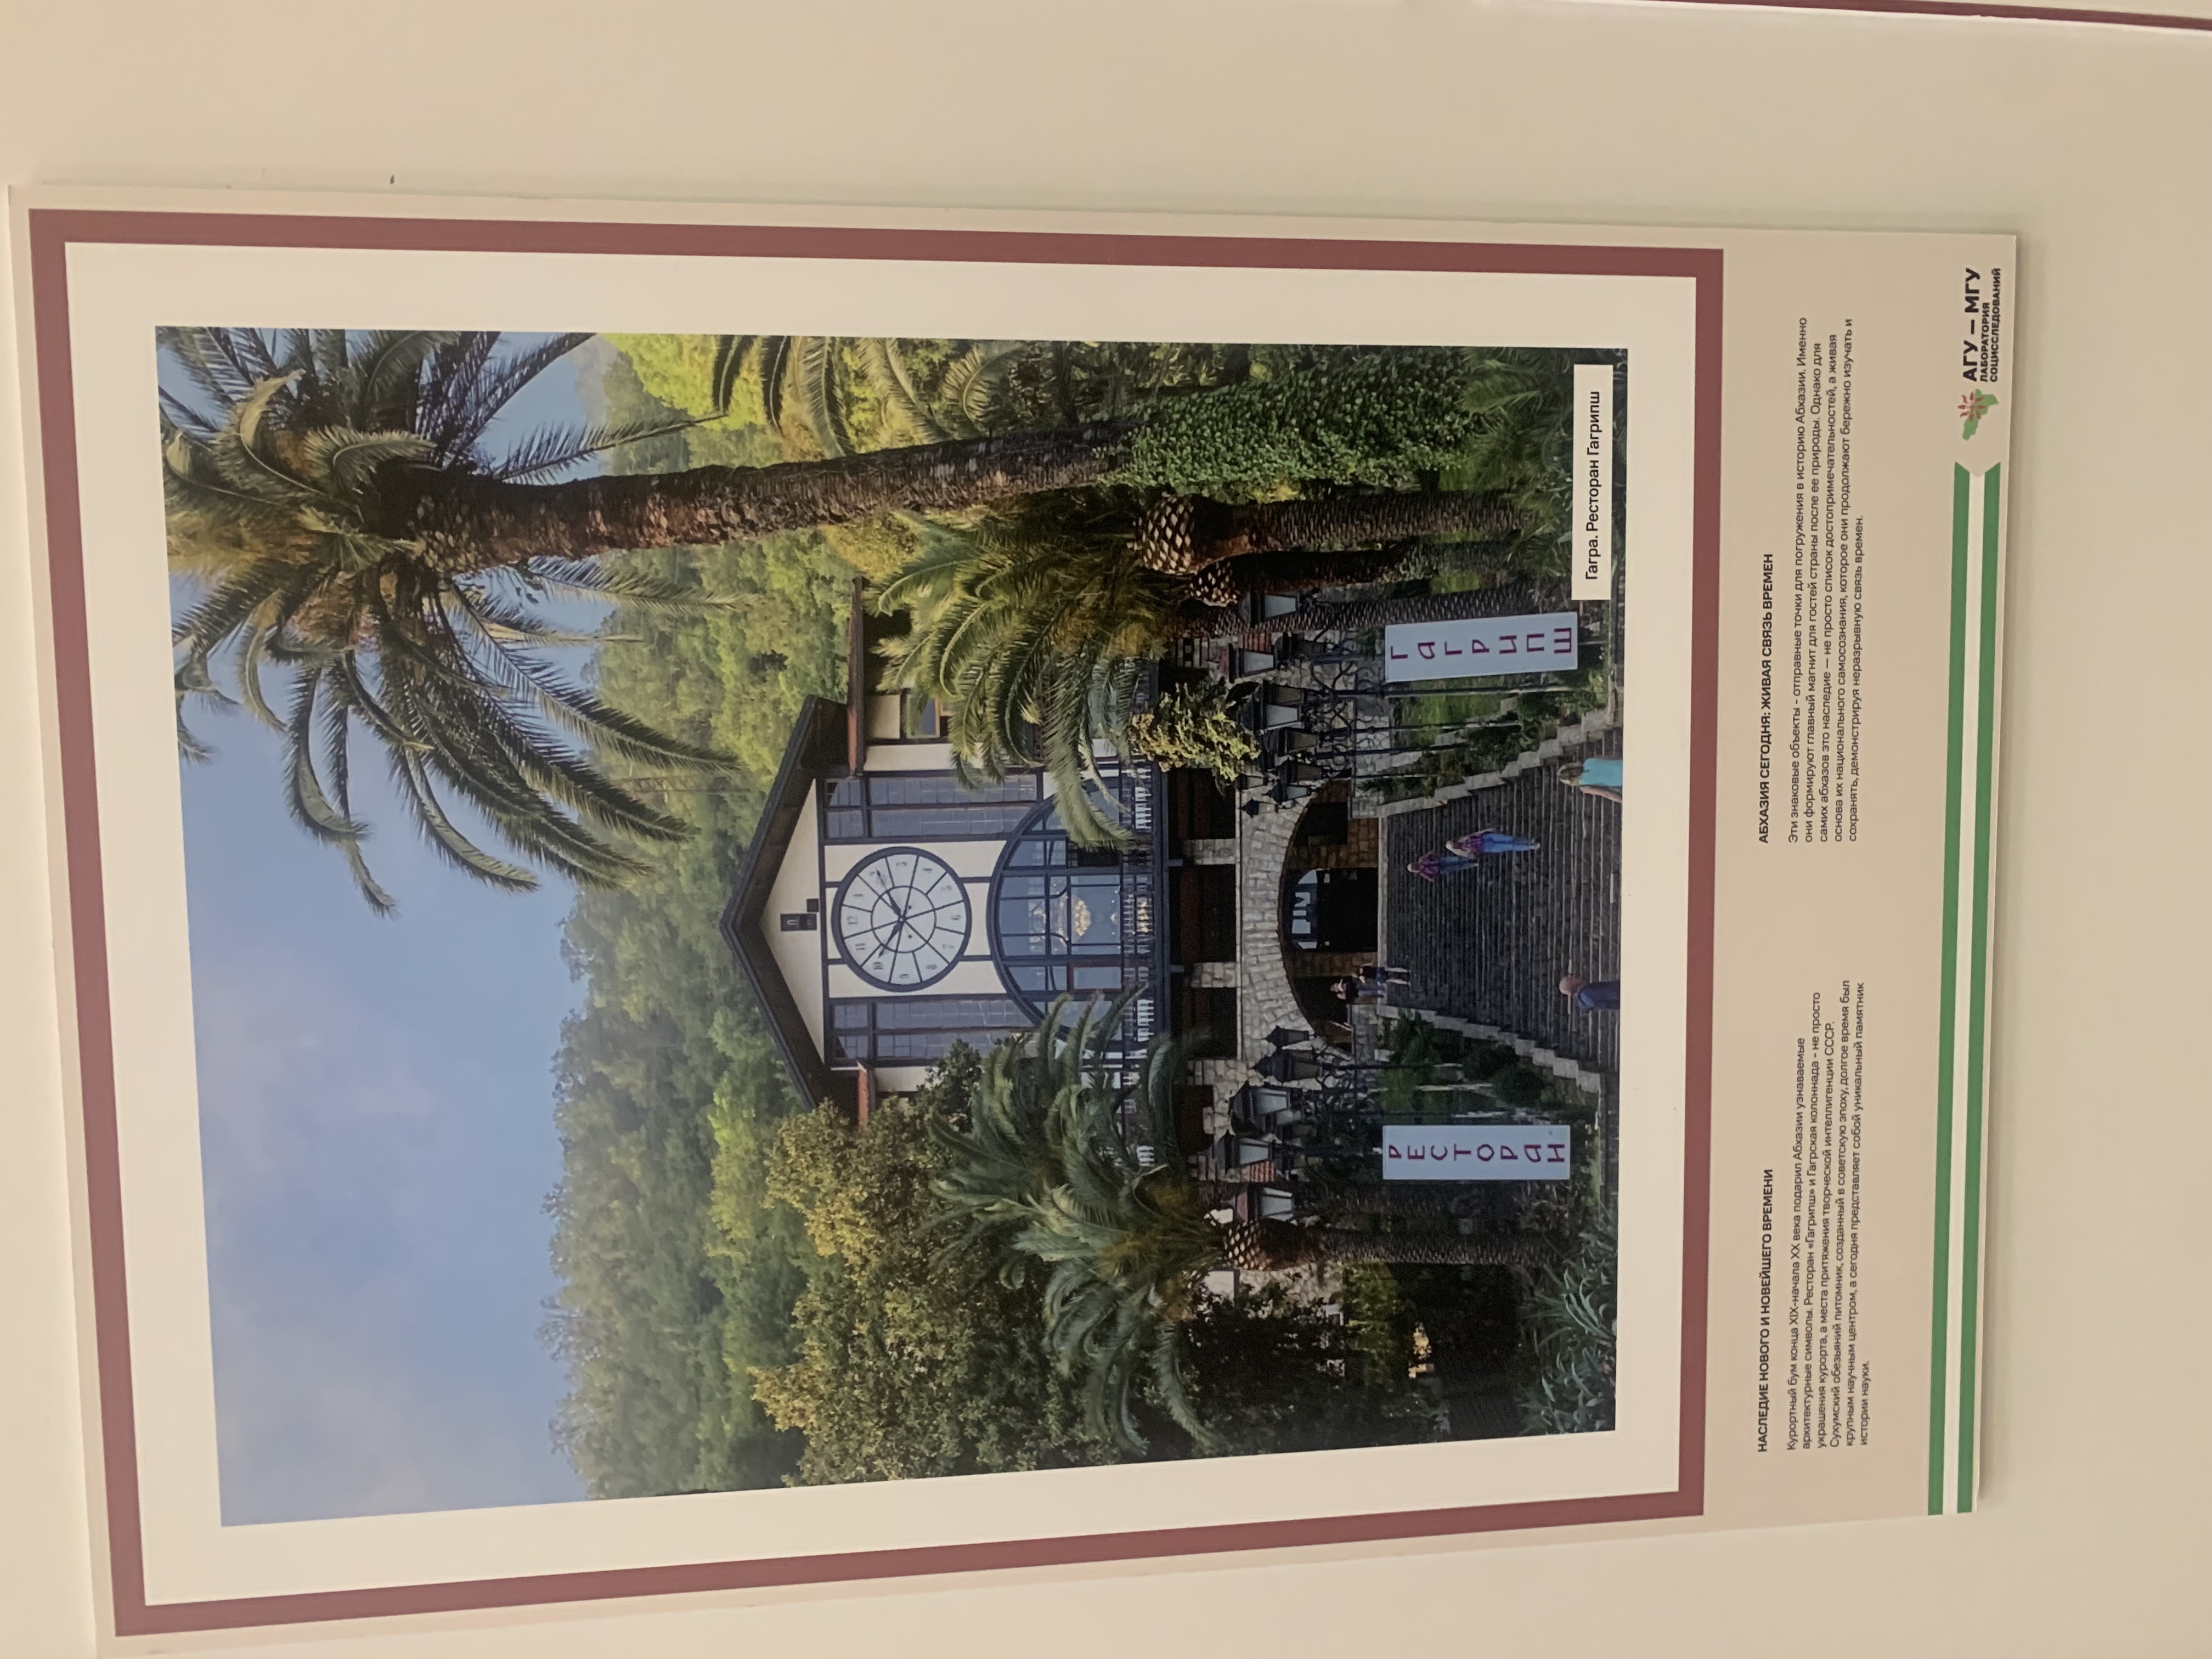 РЕСТОРАН
ГАГРЫПШ
Гагра. Ресторан Гагрипш
НАСЛЕДИЕ НОВОГО И НОВЕЙШЕГО ВРЕМЕНИ
Курортный бум конца XIX-начала XX века подарил Абхазии узнаваемые
архитектурные символы. Ресторан «Гагрипш» и Гагрская колоннада - не просто
украшения курорта, а места притяжения творческой интеллигенции СССР.
Сухумский обезьяний питомник, созданный в советскую эпоху, долгое время был
крупным научным центром, а сегодня представляет собой уникальный памятник
истории науки.
АБХАЗИЯ СЕГОДНЯ: ЖИВАЯ СВЯЗЬ ВРЕМЕН
Эти знаковые объекты - отправные точки для погружения в историю Абхазии. Именно
они формируют главный магнит для гостей страны после ее природы. Однако для
самих абхазов это наследие — не просто список достопримечательностей, а живая
основа их национального самосознания, которое они продолжают бережно изучать и
сохранять, демонстрируя неразрывную связь времен.
АГУ — МГУ
ЛАБОРАТОРИЯ
СОЦИССЛЕДОВАНИЙ